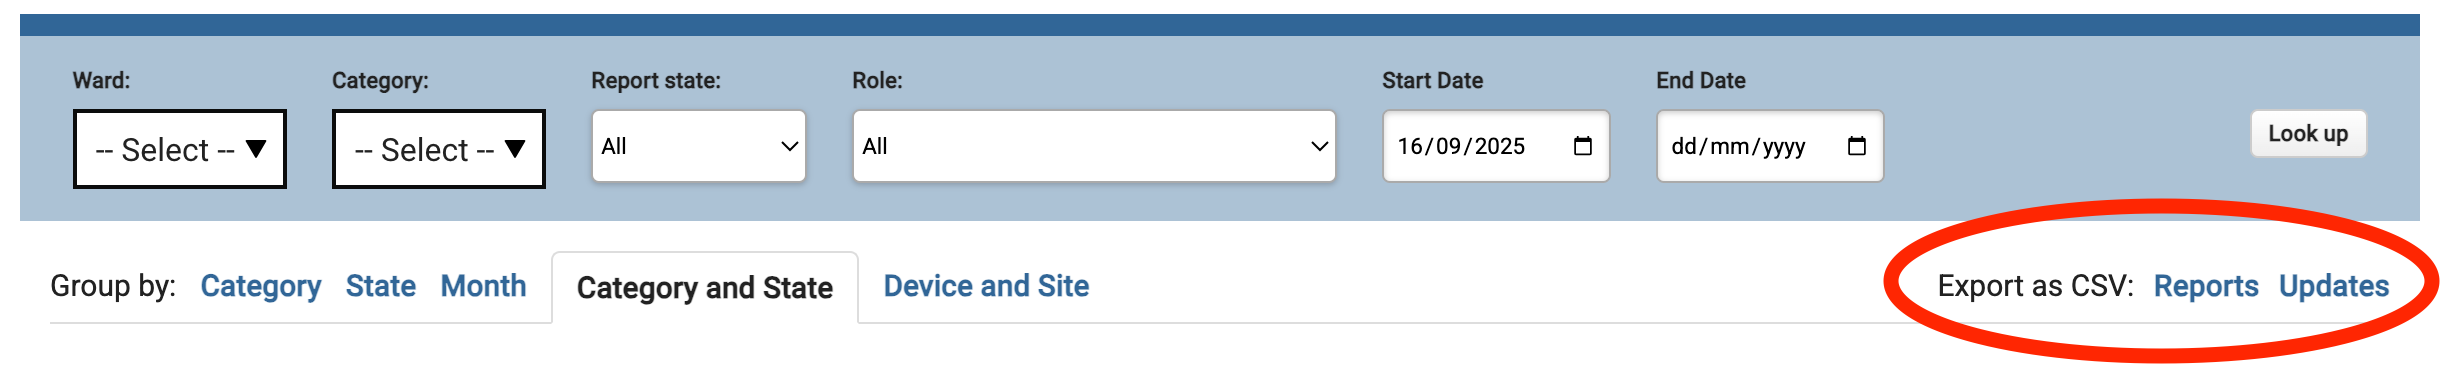 Ward: Category: Report state: Role: Start Date End Date
-- Select -- ▼ -- Select -- ▼ All All 16/09/2025 dd/mm/yyyy Look up
Group by: Category State Month Category and State Device and Site Export as CSV: Reports Updates